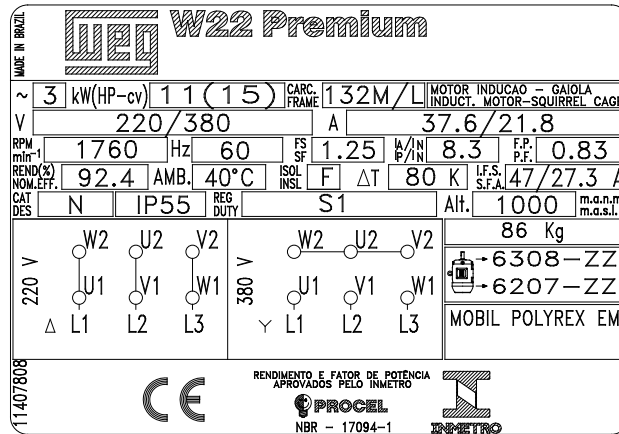 MADE IN BRAZIL
WEG W22 Premium
~ 3 kW(HP-cv) 11(15) CARC. FRAME 132M/L MOTOR INDUCAO - GAIOLA INDUCT. MOTOR-SQUIRREL CAGE
V 220/380 A 37.6/21.8
RPM min-1 1760 Hz 60 FS SF 1.25 IA/IN IP/IN 8.3 F.P. P.F. 0.83
REND(%) NOM.EFF. 92.4 AMB. 40°C ISOL INSL F ΔT 80 K I.F.S. S.F.A. 47/27.3 A
CAT DES N IP55 REG DUTY S1 Alt. 1000 m.a.n.m m.a.s.l.
86 Kg
220 V
W2 U2 V2
U1 V1 W1
Δ L1 L2 L3
380 V
W2 U2 V2
U1 V1 W1
Y L1 L2 L3
6308-ZZ
6207-ZZ
MOBIL POLYREX EM
11407808
CE
RENDIMENTO E FATOR DE POTÊNCIA
APROVADOS PELO INMETRO
PROCEL
NBR - 17094-1
INMETRO